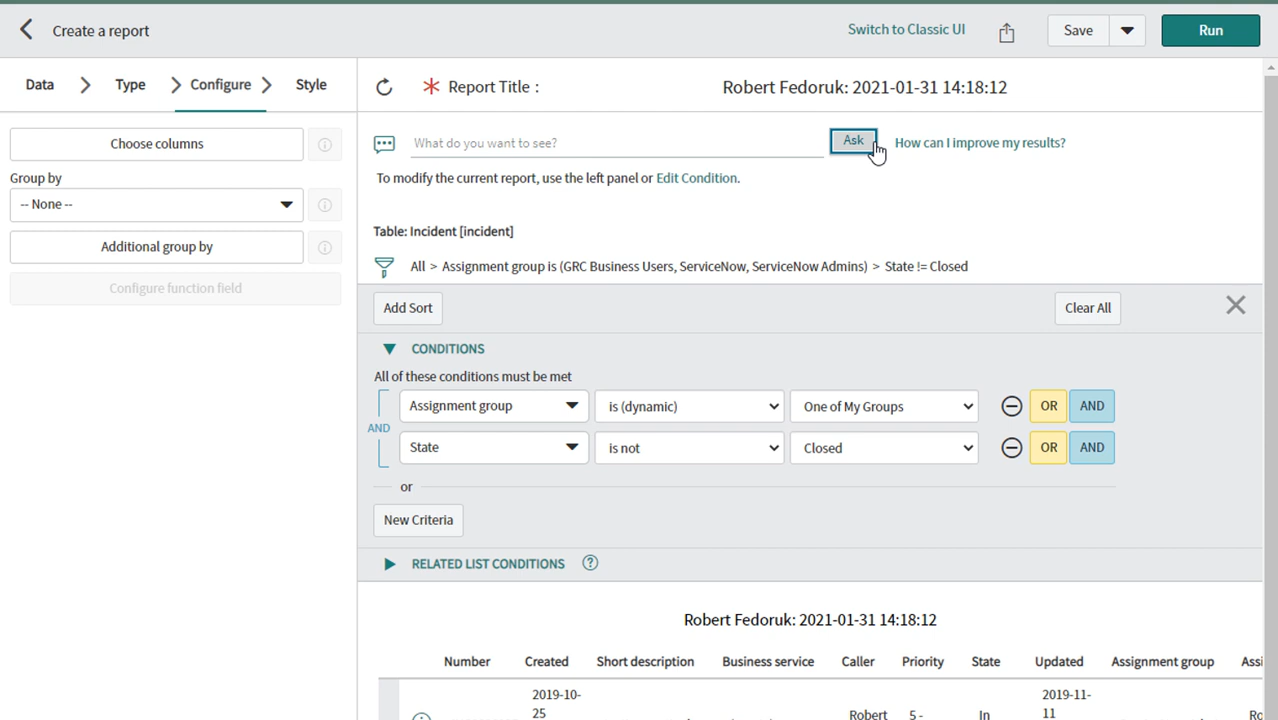 Create a report
Switch to Classic UI
Save
Run
Data
Type
Configure
Style
* Report Title :
Robert Fedoruk: 2021-01-31 14:18:12
Choose columns
What do you want to see?
Ask
How can I improve my results?
Group by
-- None --
To modify the current report, use the left panel or Edit Condition.
Additional group by
Table: Incident [incident]
Configure function field
All > Assignment group is (GRC Business Users, ServiceNow, ServiceNow Admins) > State != Closed
Add Sort
Clear All
CONDITIONS
All of these conditions must be met
Assignment group
is (dynamic)
One of My Groups
OR
AND
AND
State
is not
Closed
OR
AND
or
New Criteria
RELATED LIST CONDITIONS
Robert Fedoruk: 2021-01-31 14:18:12
Number Created Short description Business service Caller Priority State Updated Assignment group Assi
2019-10-
25
Robert
5 -
In
2019-11-
11